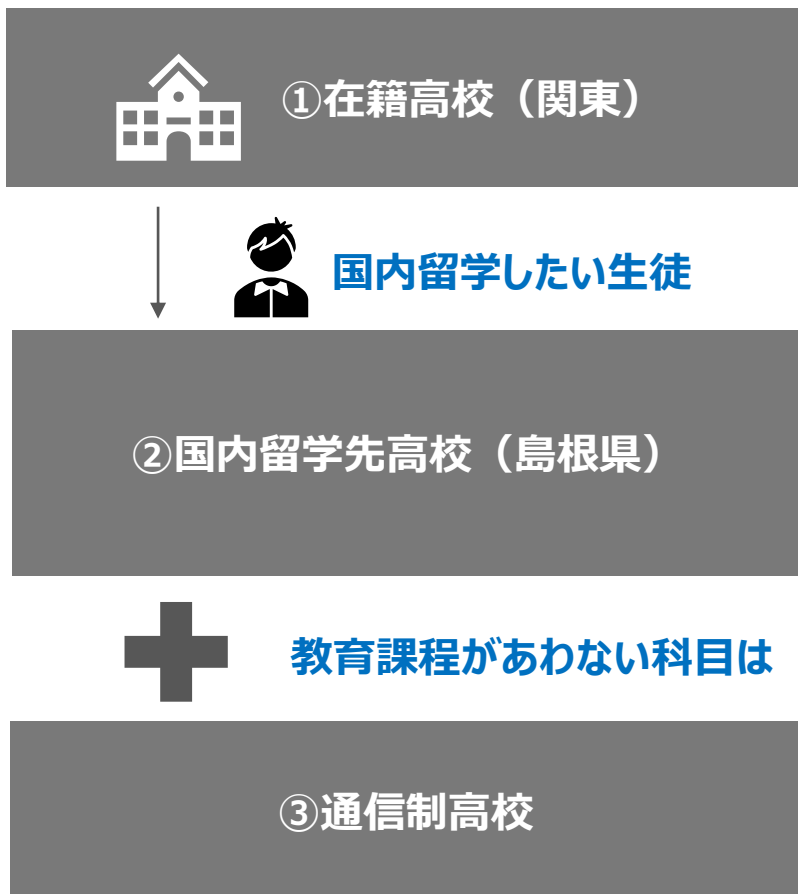 ①在籍高校（関東）
国内留学したい生徒
②国内留学先高校（島根県）
教育課程があわない科目は
③通信制高校